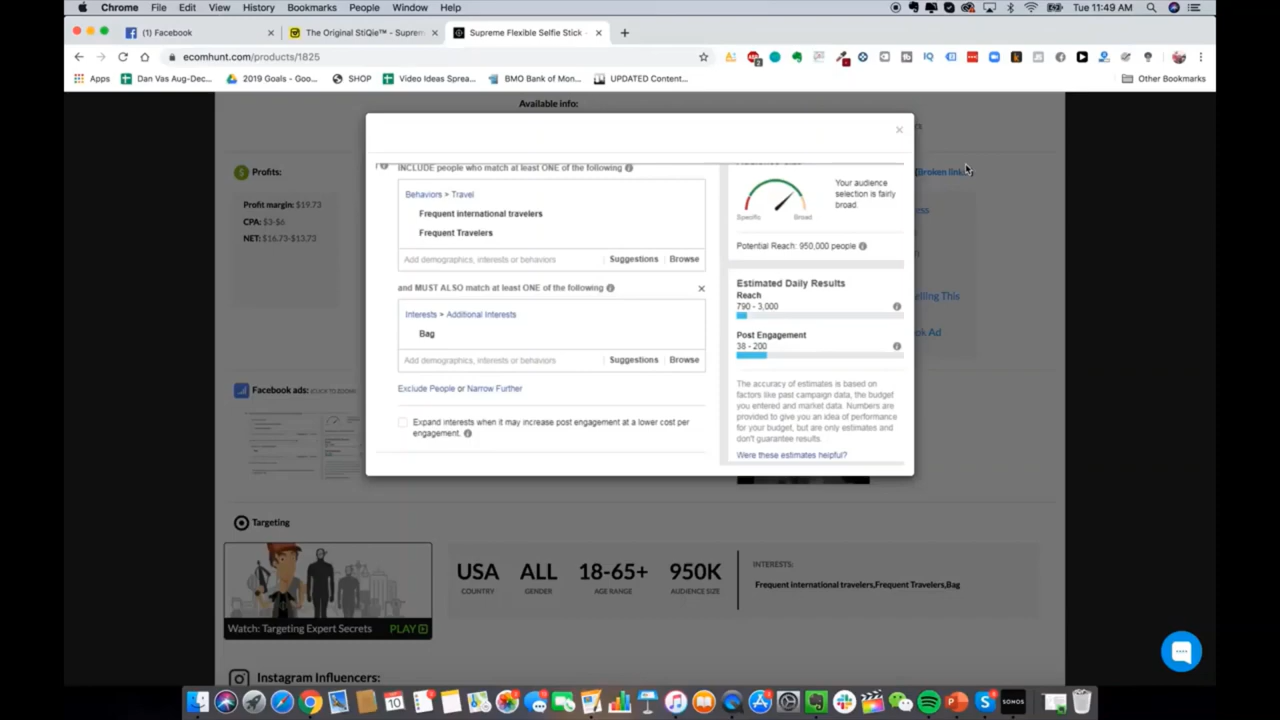 Chrome File Edit View History Bookmarks People Window Help
Tue 11:49 AM
(1) Facebook
The Original StiQie™ - Suprem
Supreme Flexible Selfie Stick -
ecomhunt.com/products/1825
Apps
Dan Vas Aug-Dec...
2019 Goals - Goo...
SHOP
Video Ideas Sprea...
BMO Bank of Mon...
UPDATED Content...
Other Bookmarks
Available info:
Profits:
Profit margin: $19.73
CPA: $3-$6
NET: $16.73-$13.73
INCLUDE people who match at least ONE of the following
Behaviors > Travel
Frequent international travelers
Frequent Travelers
Add demographics, interests or behaviors
Suggestions
Browse
and MUST ALSO match at least ONE of the following
Interests > Additional Interests
Bag
Add demographics, interests or behaviors
Suggestions
Browse
Exclude People or Narrow Further
Expand interests when it may increase post engagement at a lower cost per
engagement.
Specific
Broad
Your audience
selection is fairly
broad.
Potential Reach: 950,000 people
Estimated Daily Results
Reach
790 - 3,000
Post Engagement
38 - 200
The accuracy of estimates is based on
factors like past campaign data, the budget
you entered and market data. Numbers are
provided to give you an idea of performance
for your budget, but are only estimates and
don't guarantee results.
Were these estimates helpful?
(Broken link
elling This
ok Ad
Facebook ads: (CLICK TO ZOOM)
Targeting
Watch: Targeting Expert Secrets
PLAY
USA
COUNTRY
ALL
GENDER
18-65+
AGE RANGE
950K
AUDIENCE SIZE
INTERESTS:
Frequent international travelers,Frequent Travelers,Bag
Instagram Influencers:
SONOS